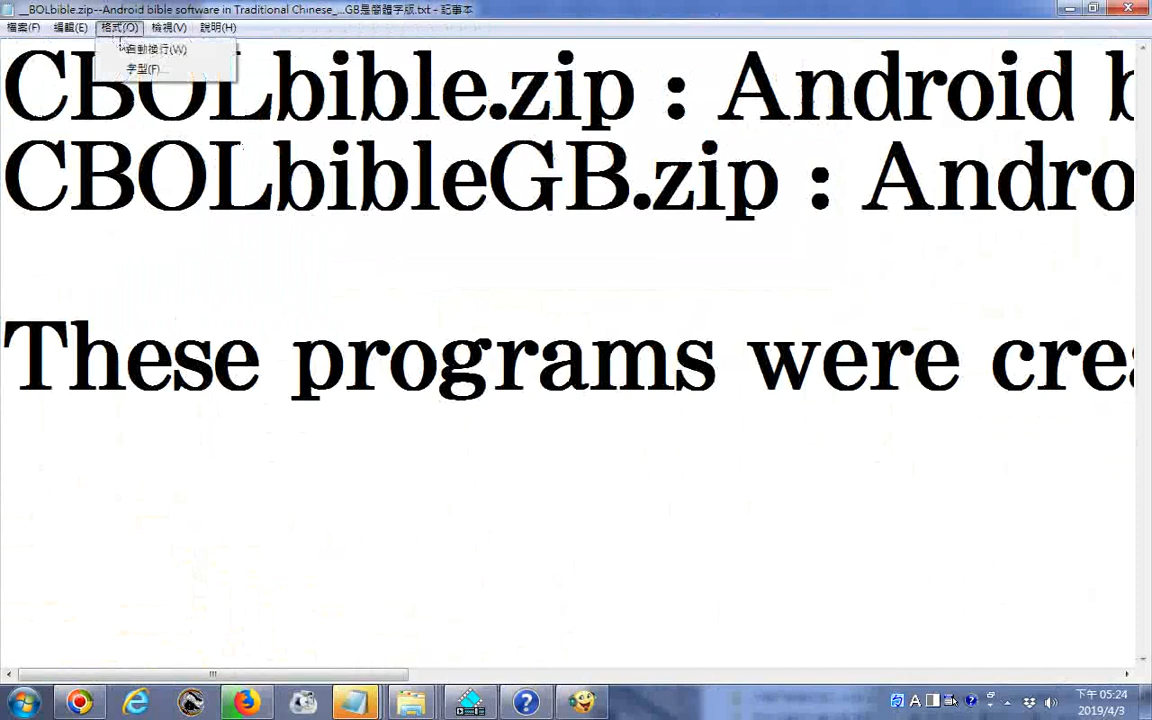 __BOLbible.zip--Android bible software in Traditional Chinese_...GB是簡體字版.txt - 記事本
檔案(F) 編輯(E) 格式(O) 檢視(V) 說明(H)
自動換行(W)
字型(F)...
CBOLbible.zip : Android b
CBOLbibleGB.zip : Andro
These programs were crea
下午 05:24
2019/4/3